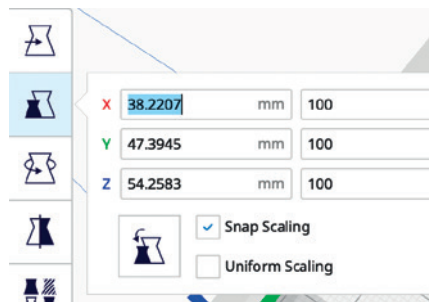 X 38.2207 mm 100
Y 47.3945 mm 100
Z 54.2583 mm 100
Snap Scaling
Uniform Scaling